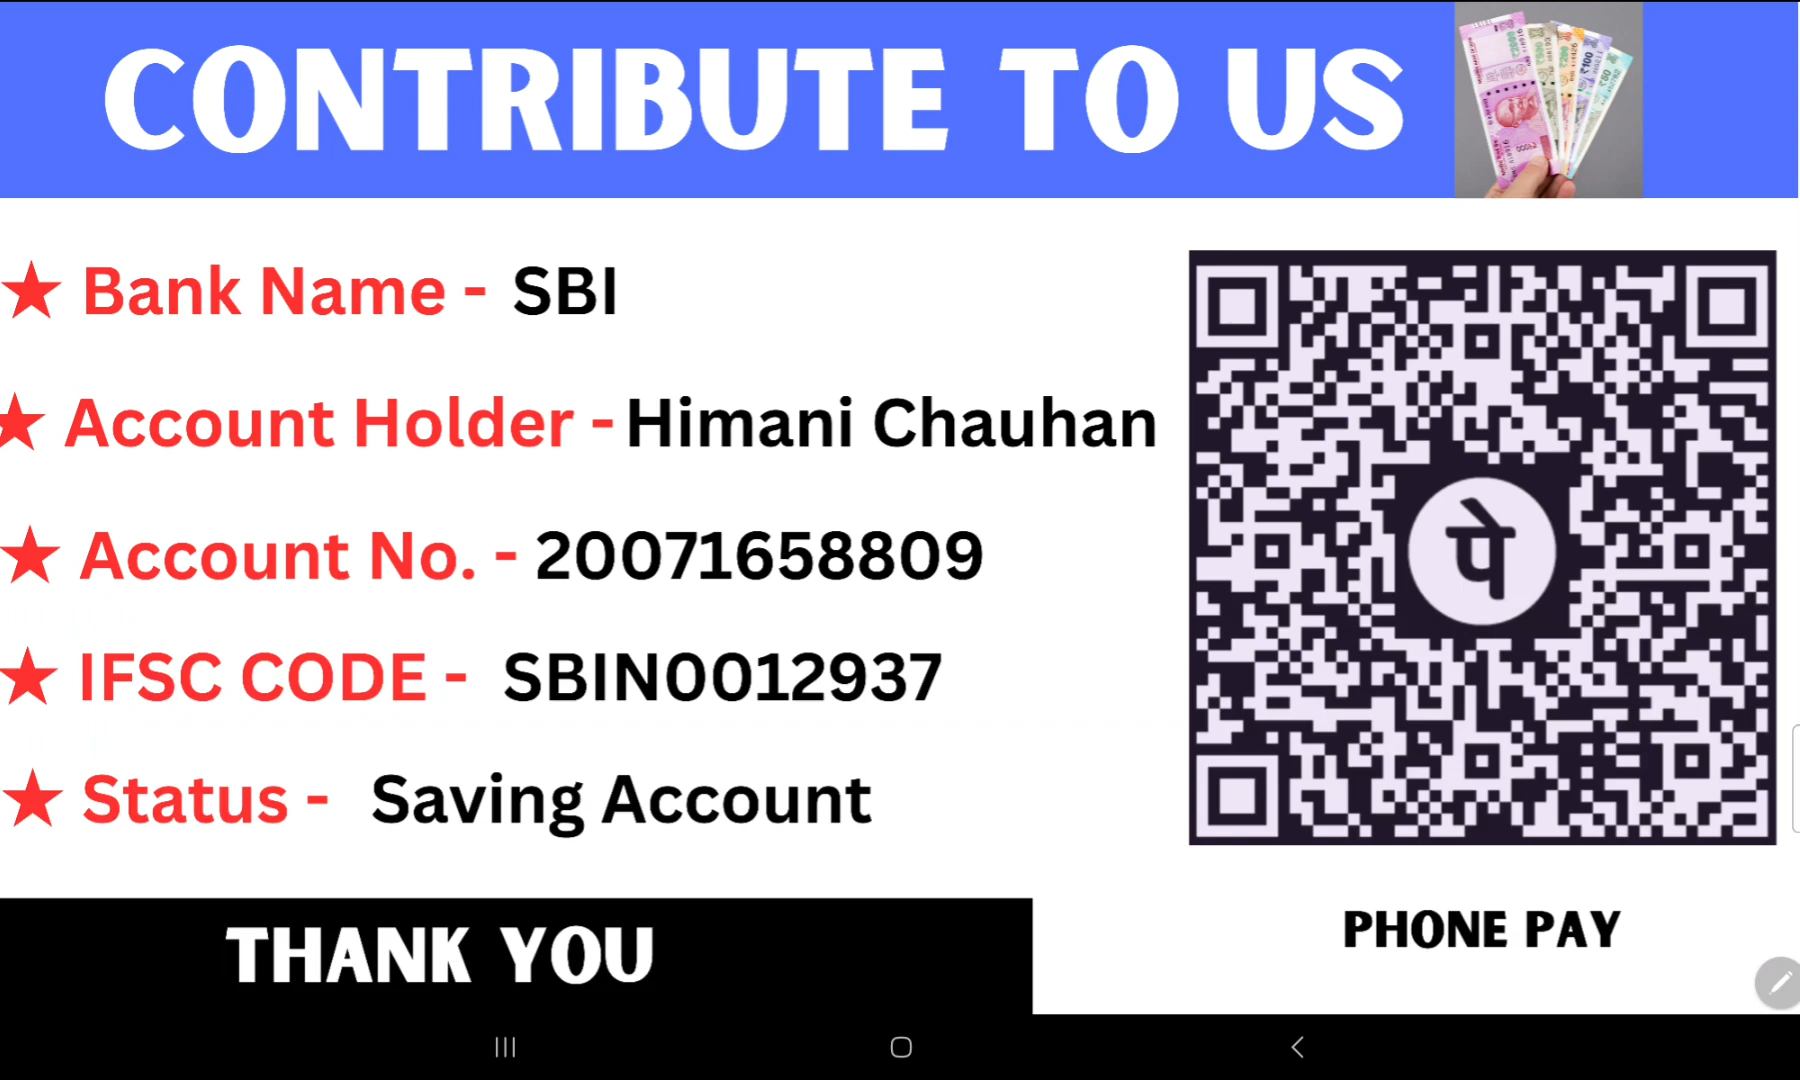 CONTRIBUTE TO US
★ Bank Name - SBI
★ Account Holder - Himani Chauhan
★ Account No. - 20071658809
★ IFSC CODE - SBIN0012937
★ Status - Saving Account
पे
THANK YOU
PHONE PAY